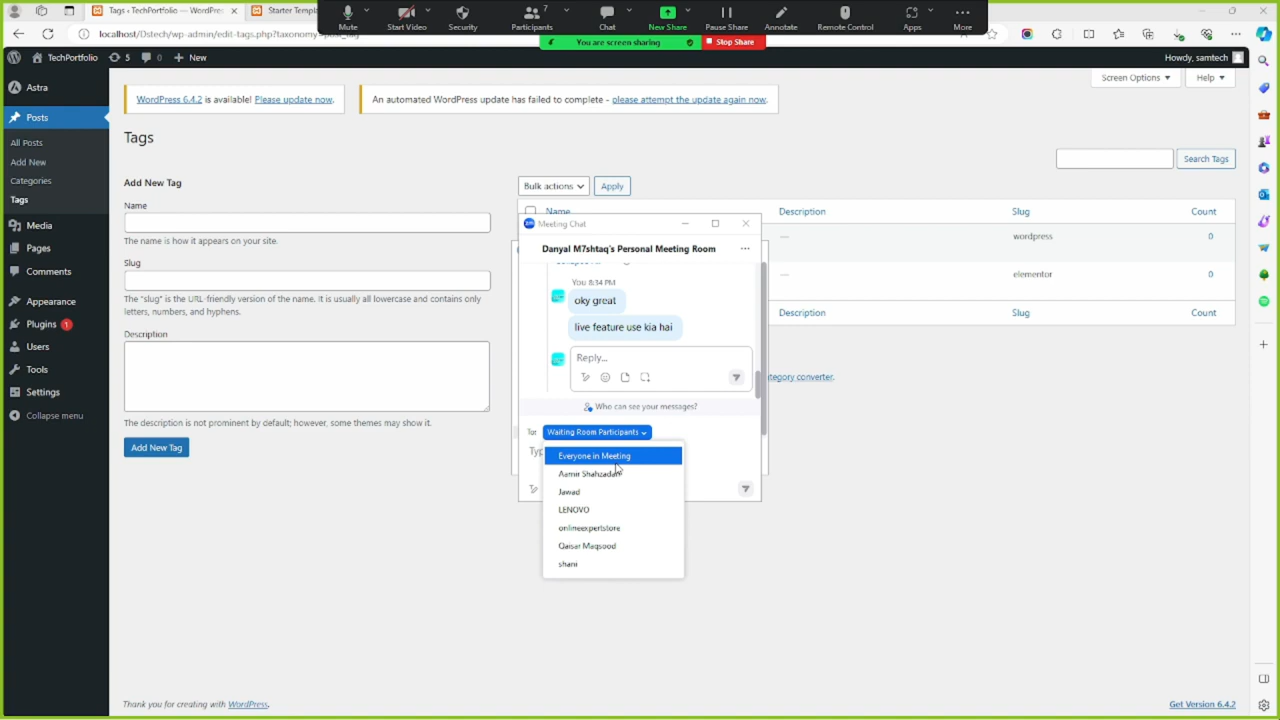 Tags ‹ TechPortfolio — WordPre
Starter Templ
localhost/Dstech/wp-admin/edit-tags.php?taxonomy=post_tag
Mute
Start Video
Security
7
Participants
Chat
New Share
Pause Share
Annotate
Remote Control
Apps
More
You are screen sharing
Stop Share
TechPortfolio
5
0
New
Howdy, samtech
Screen Options
Help
Astra
Posts
All Posts
Add New
Categories
Tags
Media
Pages
Comments
Appearance
Plugins 1
Users
Tools
Settings
Collapse menu
WordPress 6.4.2 is available! Please update now.
An automated WordPress update has failed to complete - please attempt the update again now.
Tags
Search Tags
Add New Tag
Name
The name is how it appears on your site.
Slug
The "slug" is the URL-friendly version of the name. It is usually all lowercase and contains only
letters, numbers, and hyphens.
Description
The description is not prominent by default; however, some themes may show it.
Add New Tag
Bulk actions
Apply
Name
Description
Slug
Count
—
wordpress
0
—
elementor
0
Description
Slug
Count
ategory converter.
Meeting Chat
Danyal M7shtaq's Personal Meeting Room
You 8:34 PM
oky great
live feature use kia hai
Reply...
Who can see your messages?
To:
Waiting Room Participants
Typ
Everyone in Meeting
Aamir Shahzadah
Jawad
LENOVO
onlineexpertstore
Qaisar Maqsood
shani
Thank you for creating with WordPress.
Get Version 6.4.2